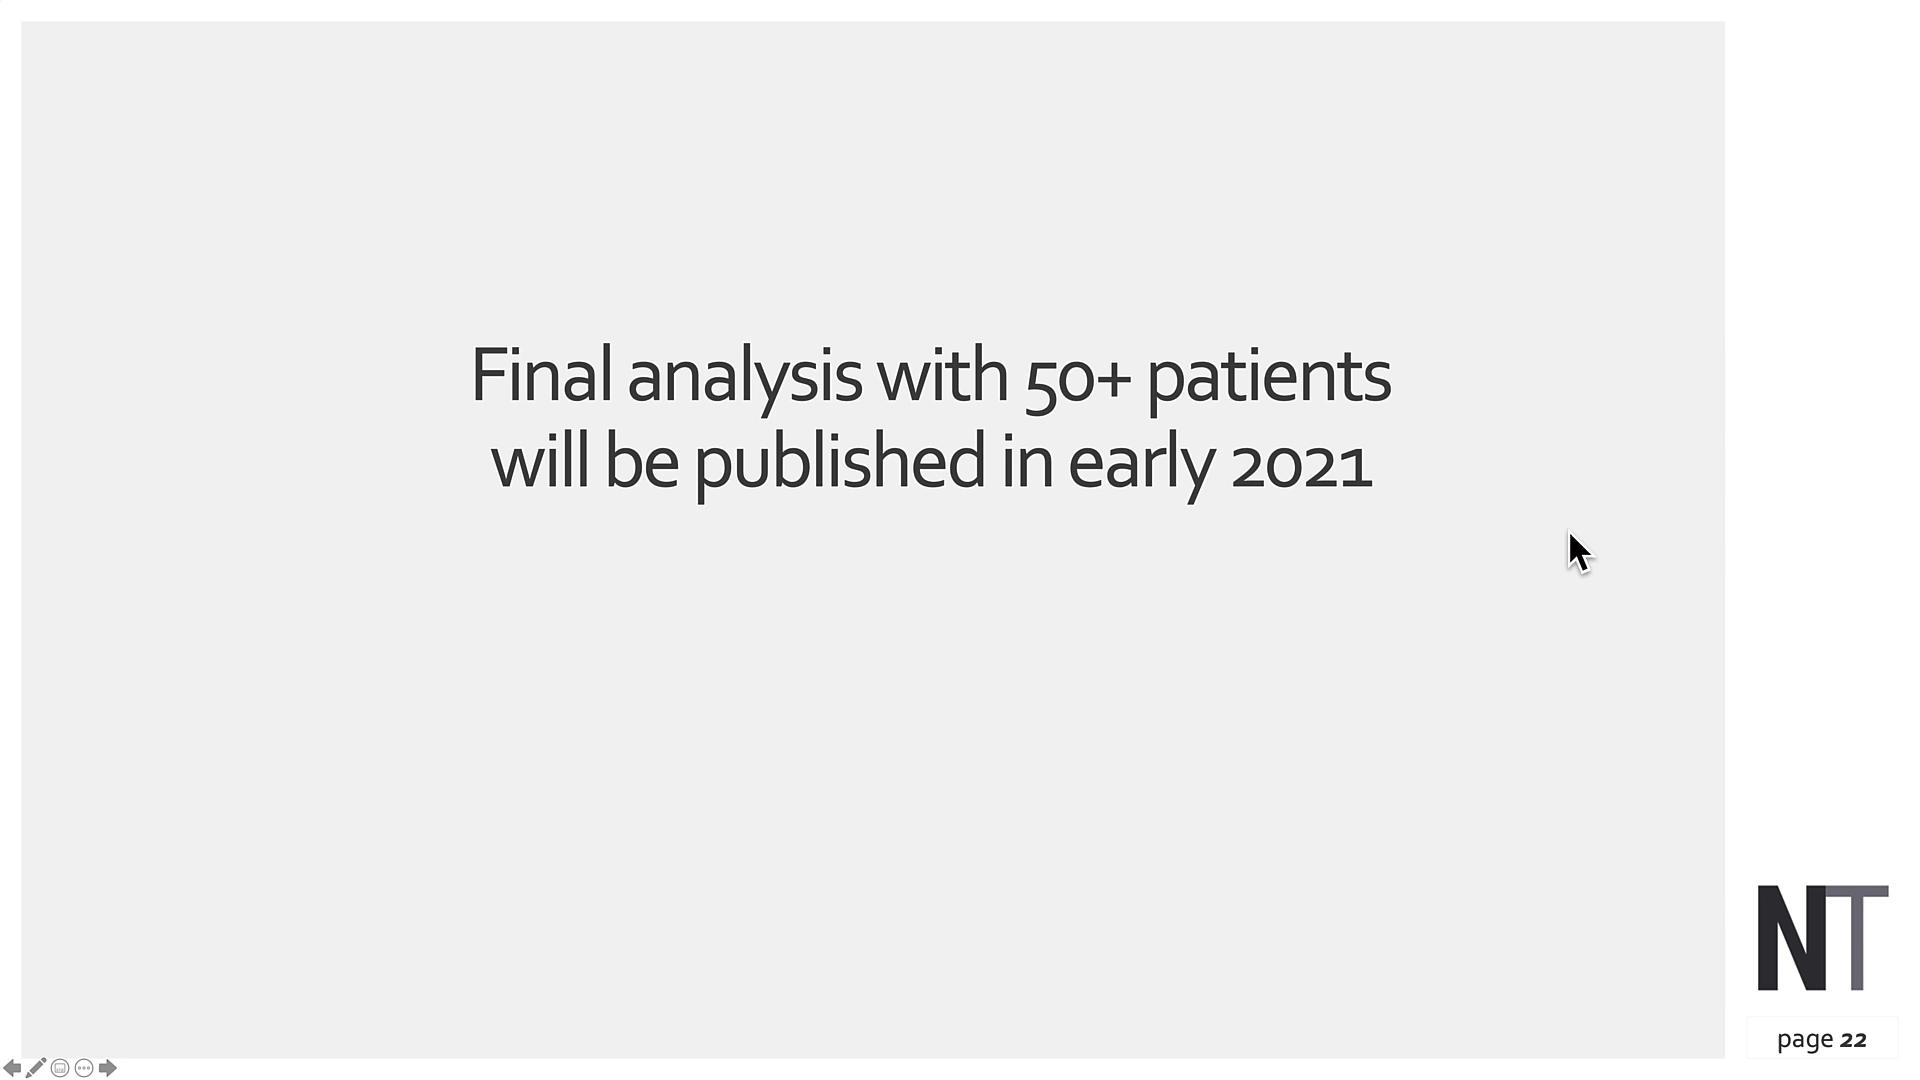 Final analysis with 50+ patients
will be published in early 2021
NT
page 22